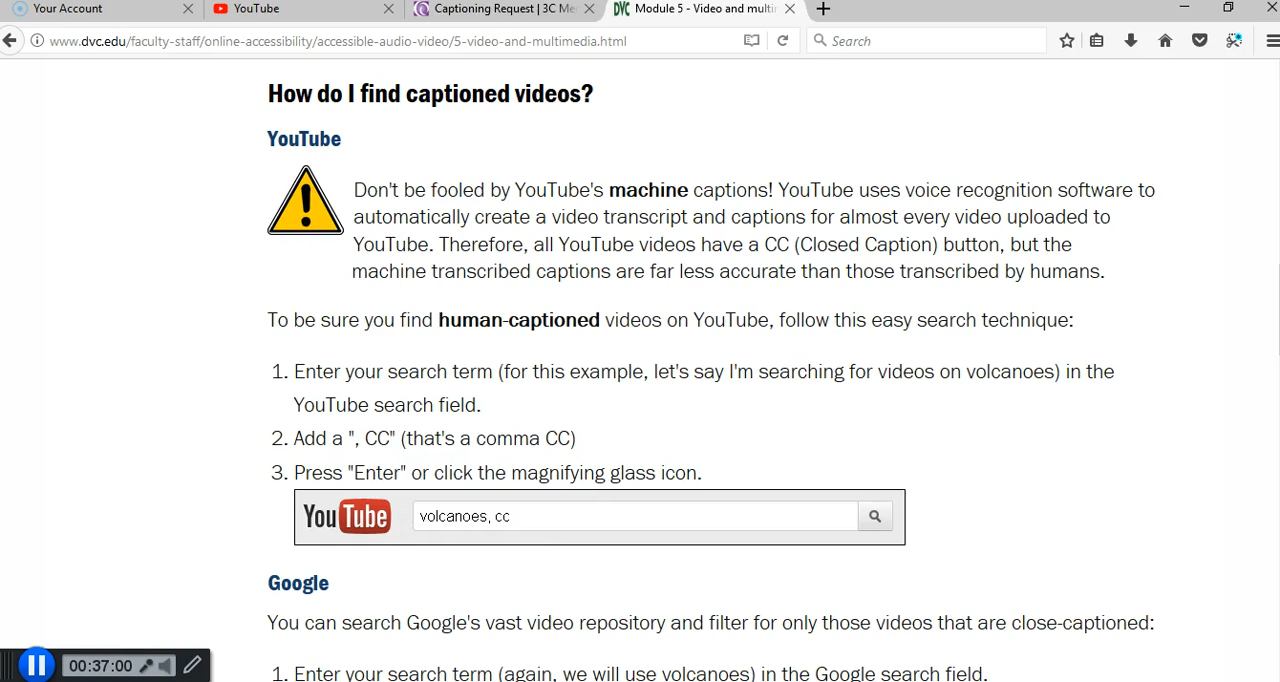 Your Account
YouTube
Captioning Request | 3C Me
DVC Module 5 - Video and multim
www.dvc.edu/faculty-staff/online-accessibility/accessible-audio-video/5-video-and-multimedia.html
Search
How do I find captioned videos?
YouTube
Don't be fooled by YouTube's machine captions! YouTube uses voice recognition software to
automatically create a video transcript and captions for almost every video uploaded to
YouTube. Therefore, all YouTube videos have a CC (Closed Caption) button, but the
machine transcribed captions are far less accurate than those transcribed by humans.
To be sure you find human-captioned videos on YouTube, follow this easy search technique:
1. Enter your search term (for this example, let's say I'm searching for videos on volcanoes) in the
YouTube search field.
2. Add a ", CC" (that's a comma CC)
3. Press "Enter" or click the magnifying glass icon.
YouTube
volcanoes, cc
Google
You can search Google's vast video repository and filter for only those videos that are close-captioned:
1. Enter your search term (again, we will use volcanoes) in the Google search field.
00:37:00